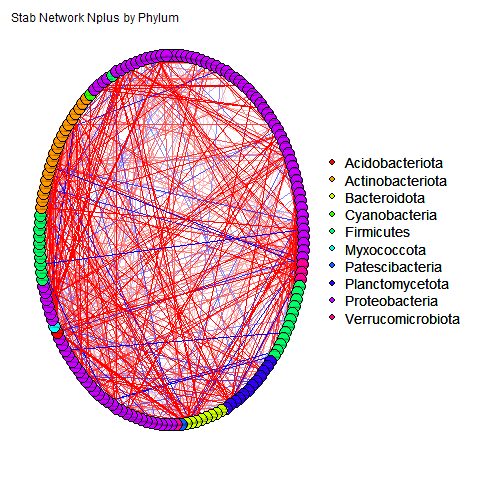 Stab Network Nplus by Phylum
Acidobacteriota
Actinobacteriota
Bacteroidota
Cyanobacteria
Firmicutes
Myxococcota
Patescibacteria
Planctomycetota
Proteobacteria
Verrucomicrobiota